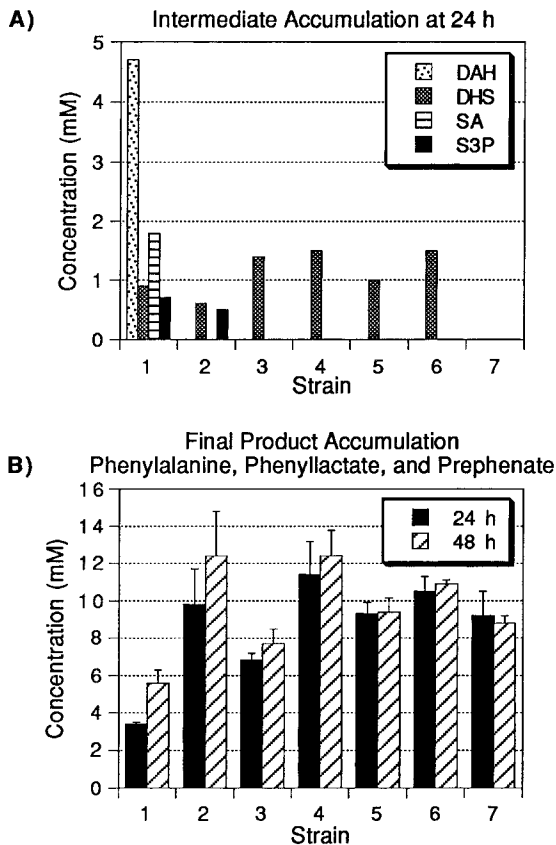 A)
Intermediate Accumulation at 24 h
Concentration (mM)
5
4
3
2
1
0
DAH
DHS
SA
S3P
1 2 3 4 5 6 7
Strain
B)
Final Product Accumulation
Phenylalanine, Phenyllactate, and Prephenate
Concentration (mM)
16
14
12
10
8
6
4
2
0
24 h
48 h
1 2 3 4 5 6 7
Strain